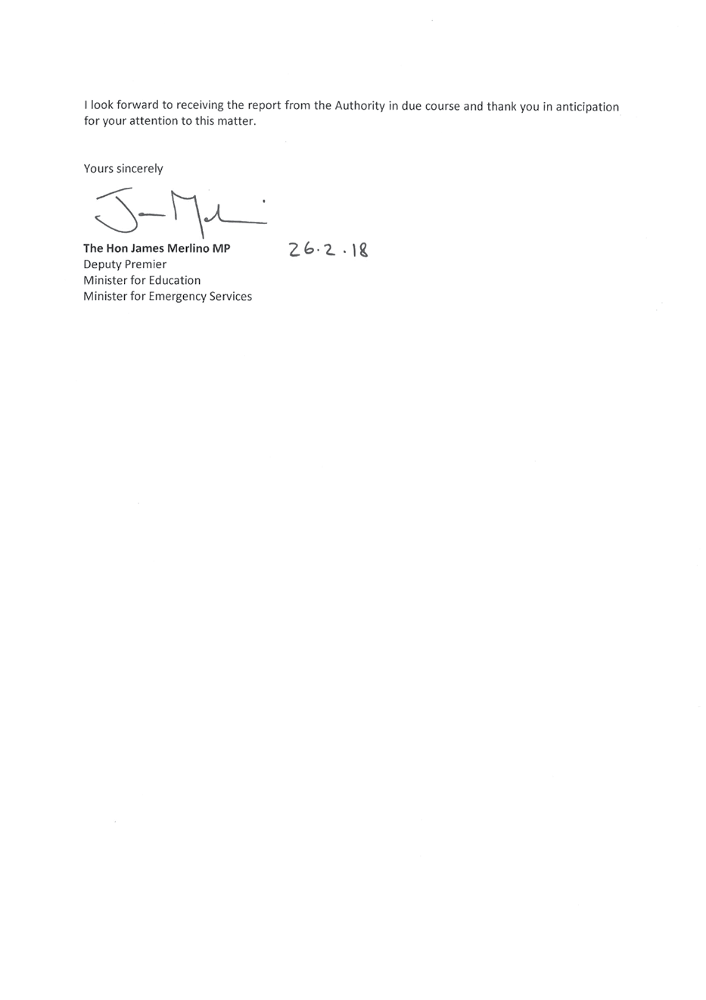 I look forward to receiving the report from the Authority in due course and thank you in anticipation
for your attention to this matter.
Yours sincerely
The Hon James Merlino MP 26.2.18
Deputy Premier
Minister for Education
Minister for Emergency Services